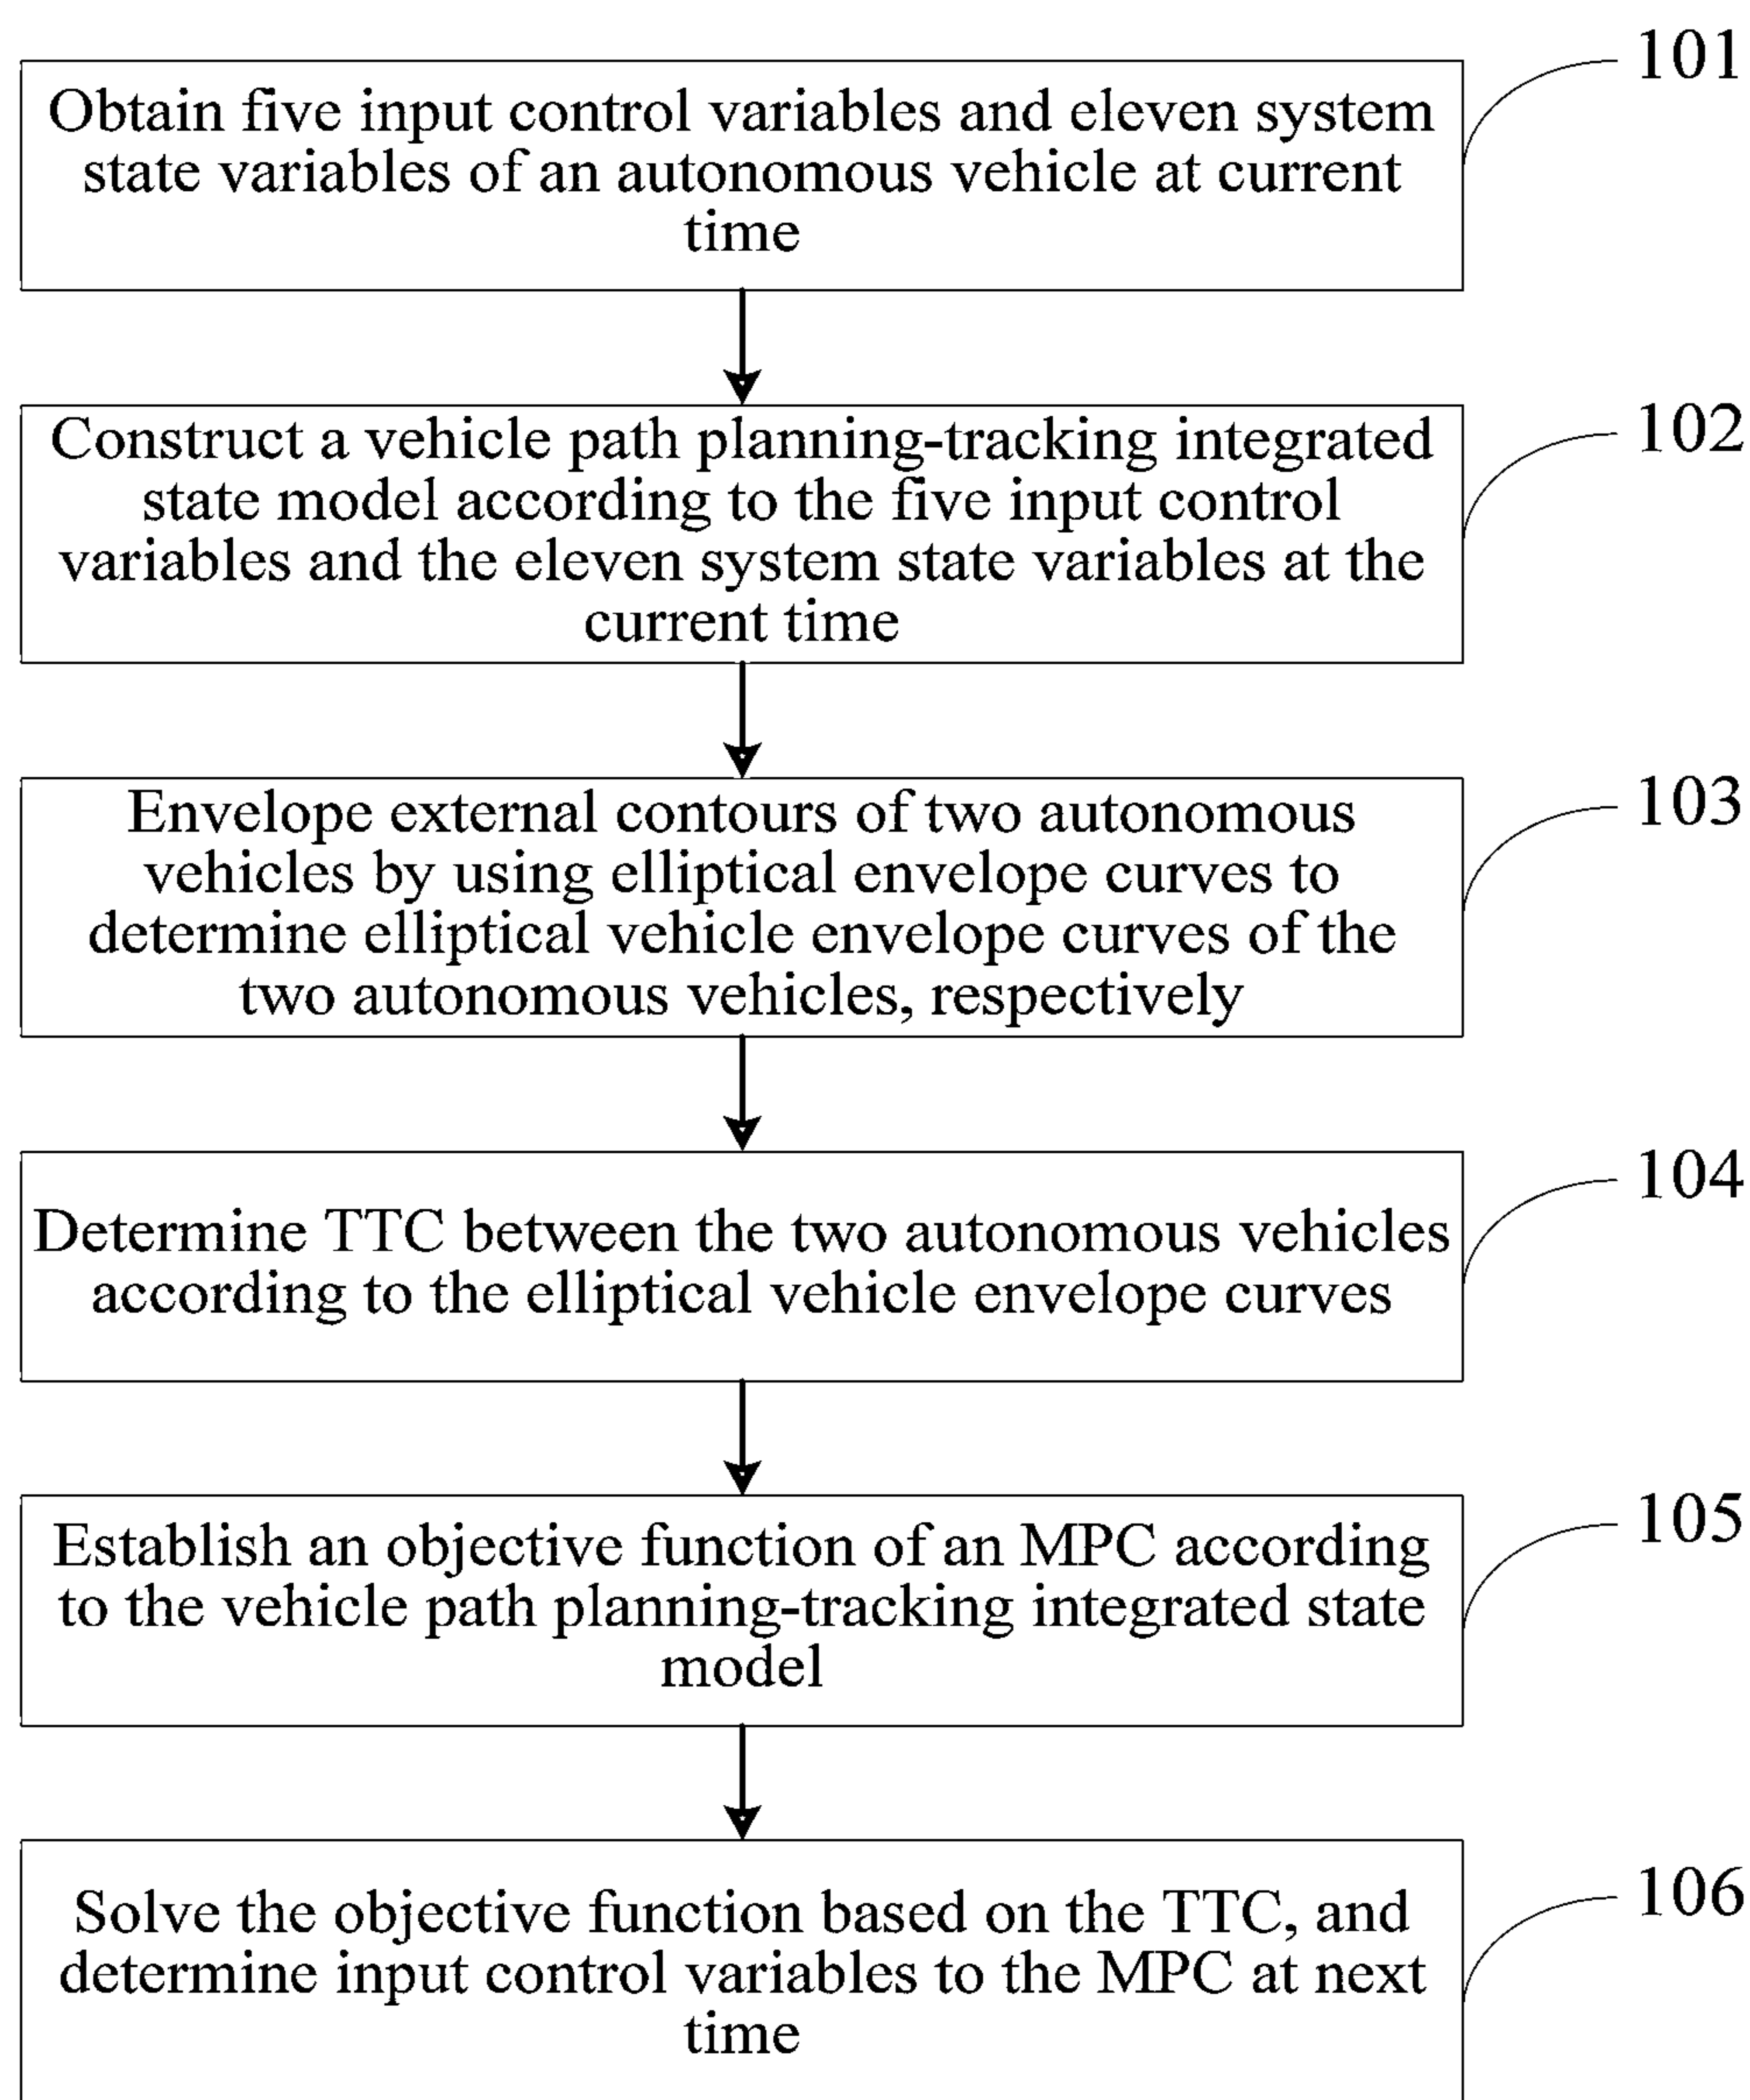 101
Obtain five input control variables and eleven system
state variables of an autonomous vehicle at current
time
102
Construct a vehicle path planning-tracking integrated
state model according to the five input control
variables and the eleven system state variables at the
current time
103
Envelope external contours of two autonomous
vehicles by using elliptical envelope curves to
determine elliptical vehicle envelope curves of the
two autonomous vehicles, respectively
104
Determine TTC between the two autonomous vehicles
according to the elliptical vehicle envelope curves
105
Establish an objective function of an MPC according
to the vehicle path planning-tracking integrated state
model
106
Solve the objective function based on the TTC, and
determine input control variables to the MPC at next
time